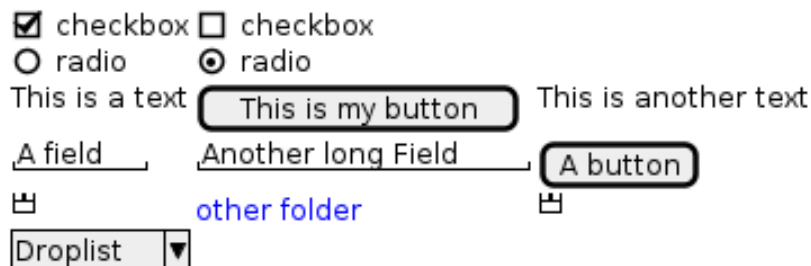 checkbox checkbox
radio radio
This is a text This is my button This is another text
A field Another long Field A button
other folder
Droplist